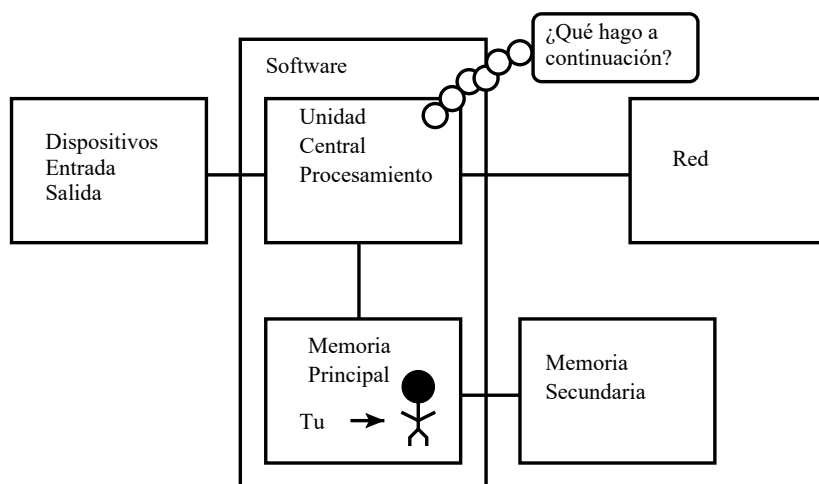 ¿Qué hago a
continuación?
Software
Unidad
Central
Procesamiento
Dispositivos
Entrada
Salida
Red
Memoria
Principal
Tu
Memoria
Secundaria